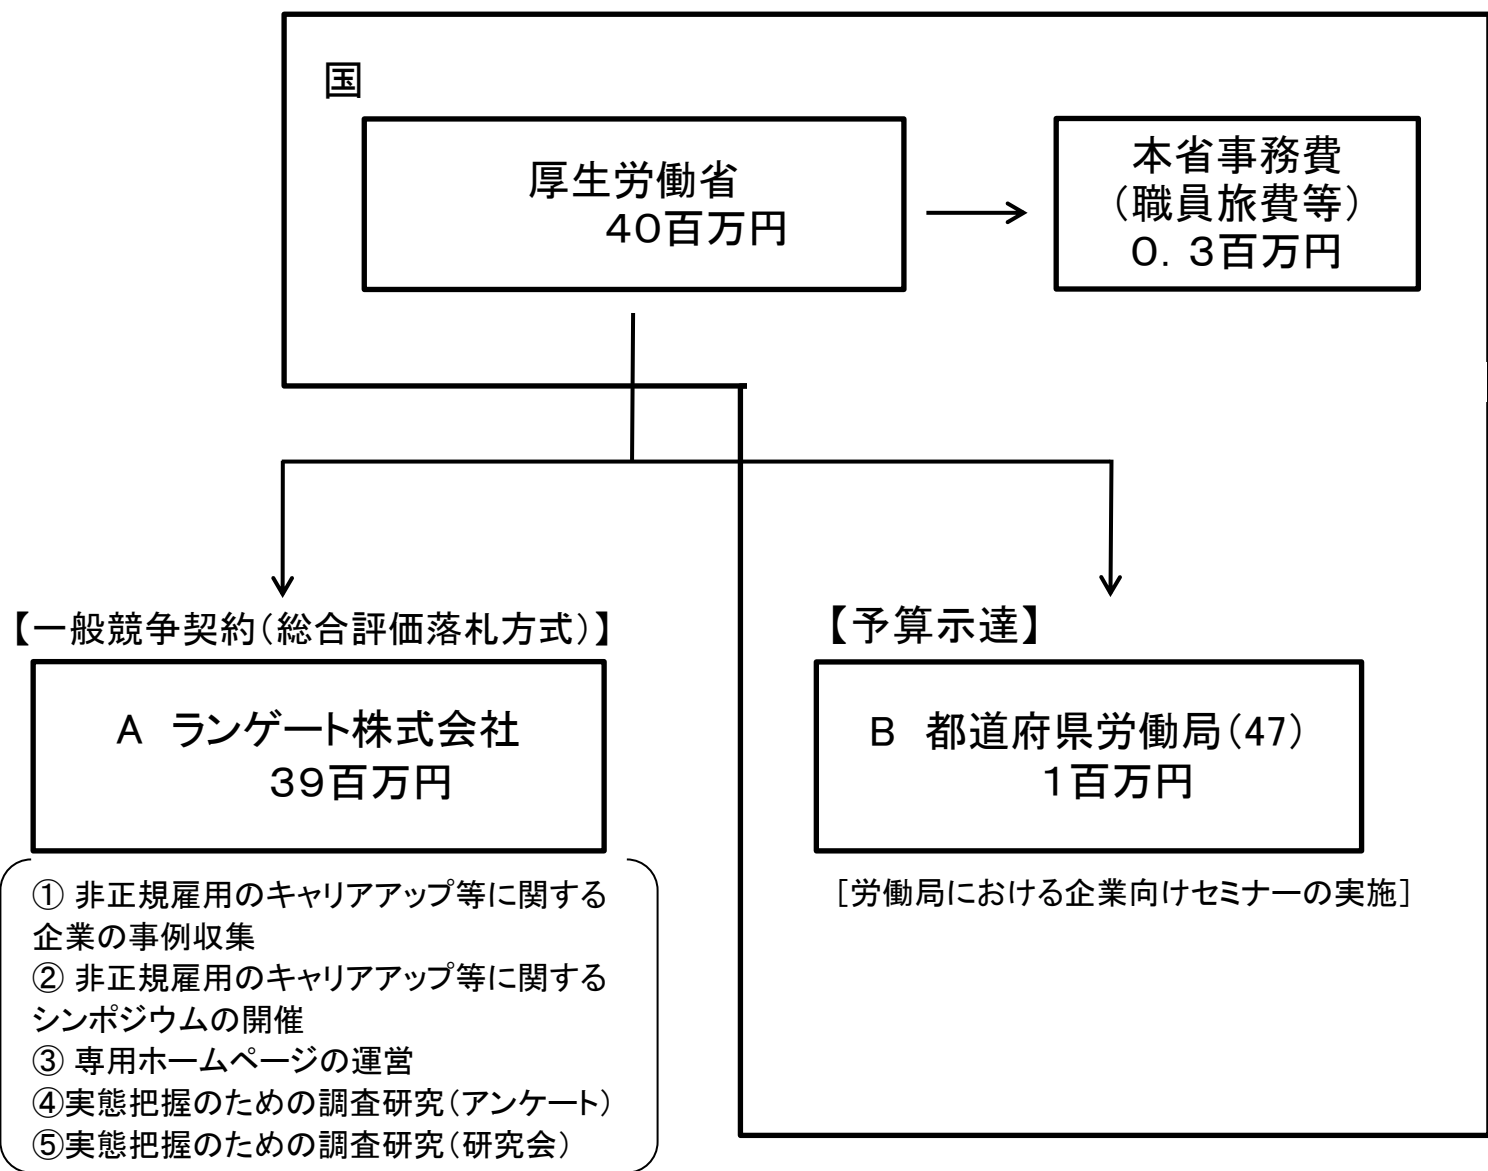 国
厚生労働省
40百万円
本省事務費
（職員旅費等）
0．3百万円
【一般競争契約（総合評価落札方式）】
A　ランゲート株式会社
39百万円
① 非正規雇用のキャリアアップ等に関する
企業の事例収集
② 非正規雇用のキャリアアップ等に関する
シンポジウムの開催
③ 専用ホームページの運営
④実態把握のための調査研究（アンケート）
⑤実態把握のための調査研究（研究会）
【予算示達】
B　都道府県労働局（47）
1百万円
［労働局における企業向けセミナーの実施］